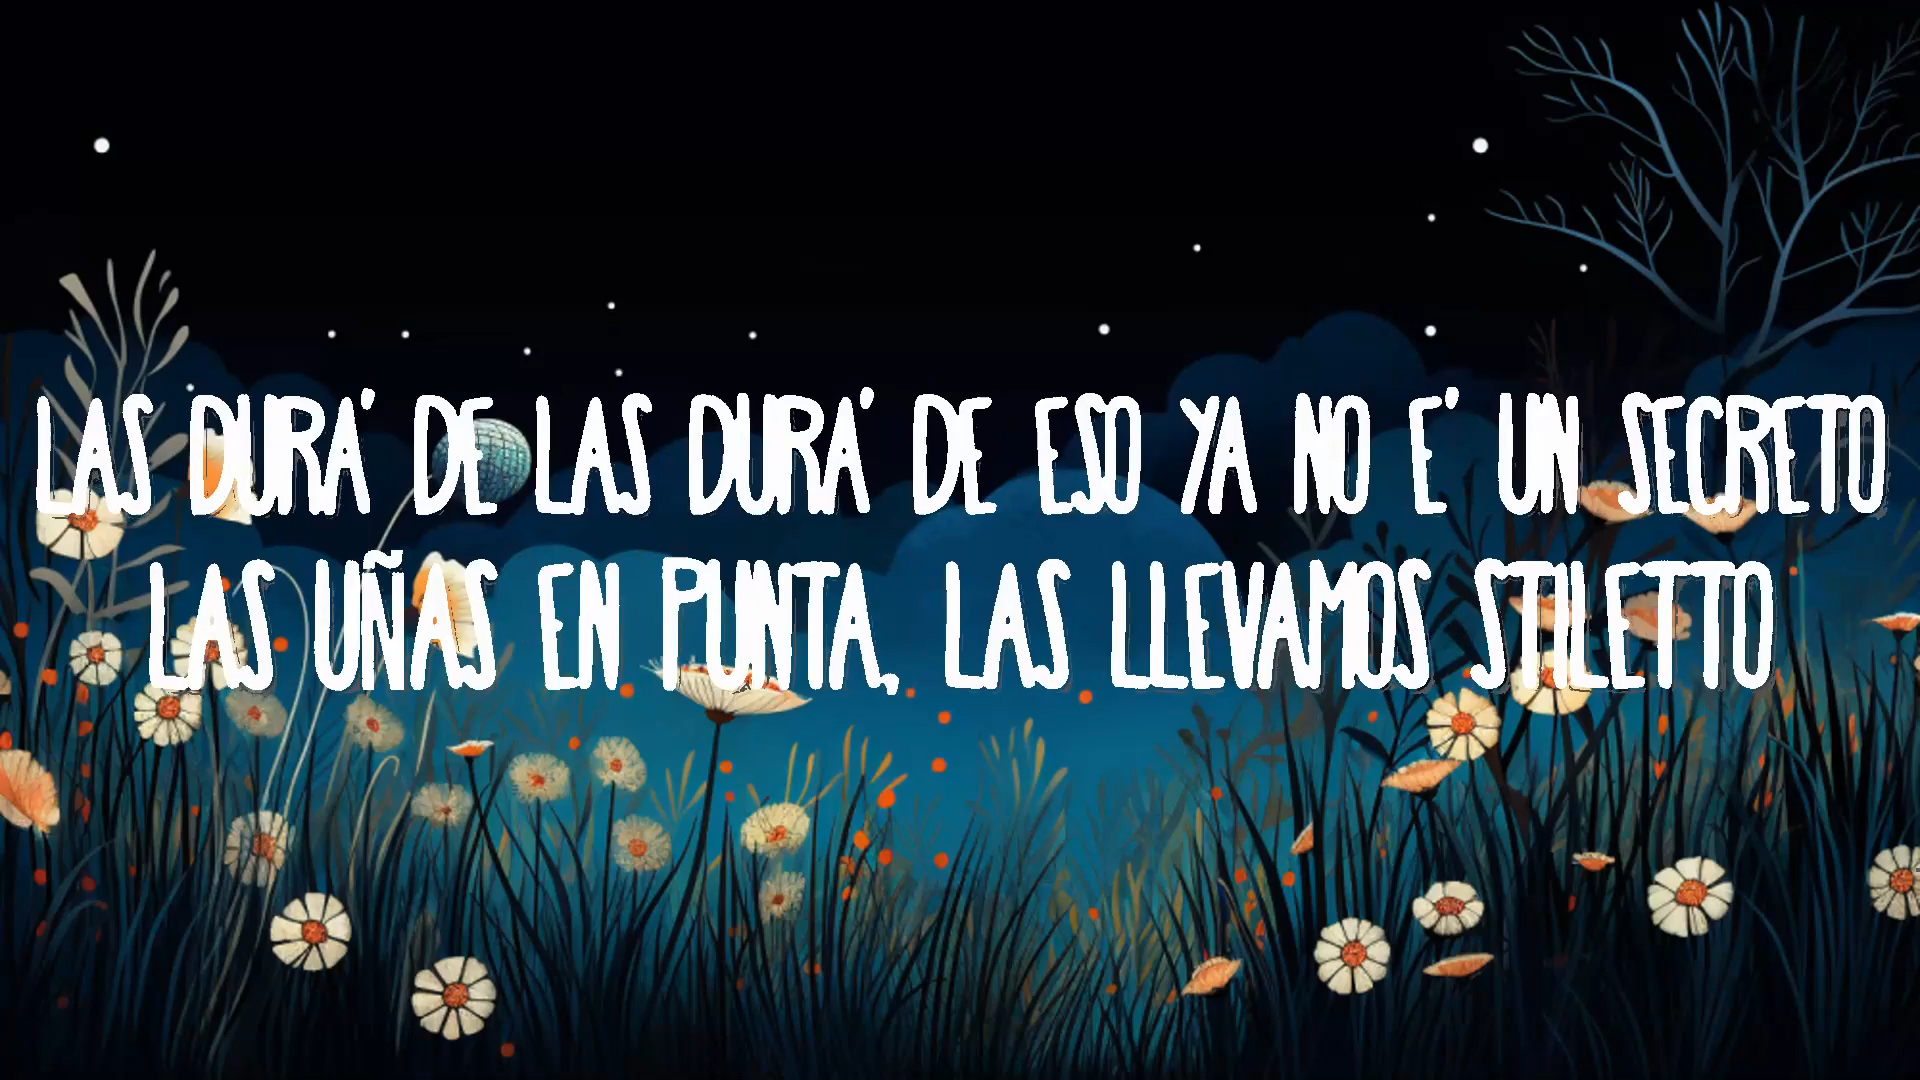 LAS DURA' DE LAS DURA' DE ESO YA NO E' UN SECRETO
LAS UÑAS EN PUNTA, LAS LLEVAMOS STILETTO